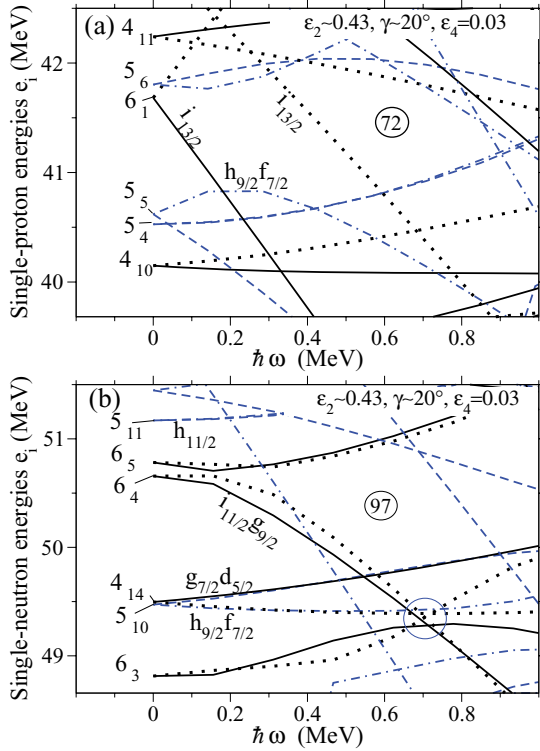 (a)
ε₂~0.43, γ~20°, ε₄=0.03
Single-proton energies eᵢ (MeV)
42
41
40
4 ₁₁
5 ₆
6 ₁
5 ₅
5 ₄
4 ₁₀
i₁₃/₂
i₁₃/₂
72
h₉/₂f₇/₂
0 0.2 0.4 0.6 0.8
ℏ ω (MeV)
(b)
ε₂~0.43, γ~20°, ε₄=0.03
Single-neutron energies eᵢ (MeV)
51
50
49
5 ₁₁
6 ₅
6 ₄
4 ₁₄
5 ₁₀
6 ₃
h₁₁/₂
i₁₁/₂g₉/₂
97
g₇/₂d₅/₂
h₉/₂f₇/₂
0 0.2 0.4 0.6 0.8
ℏ ω (MeV)